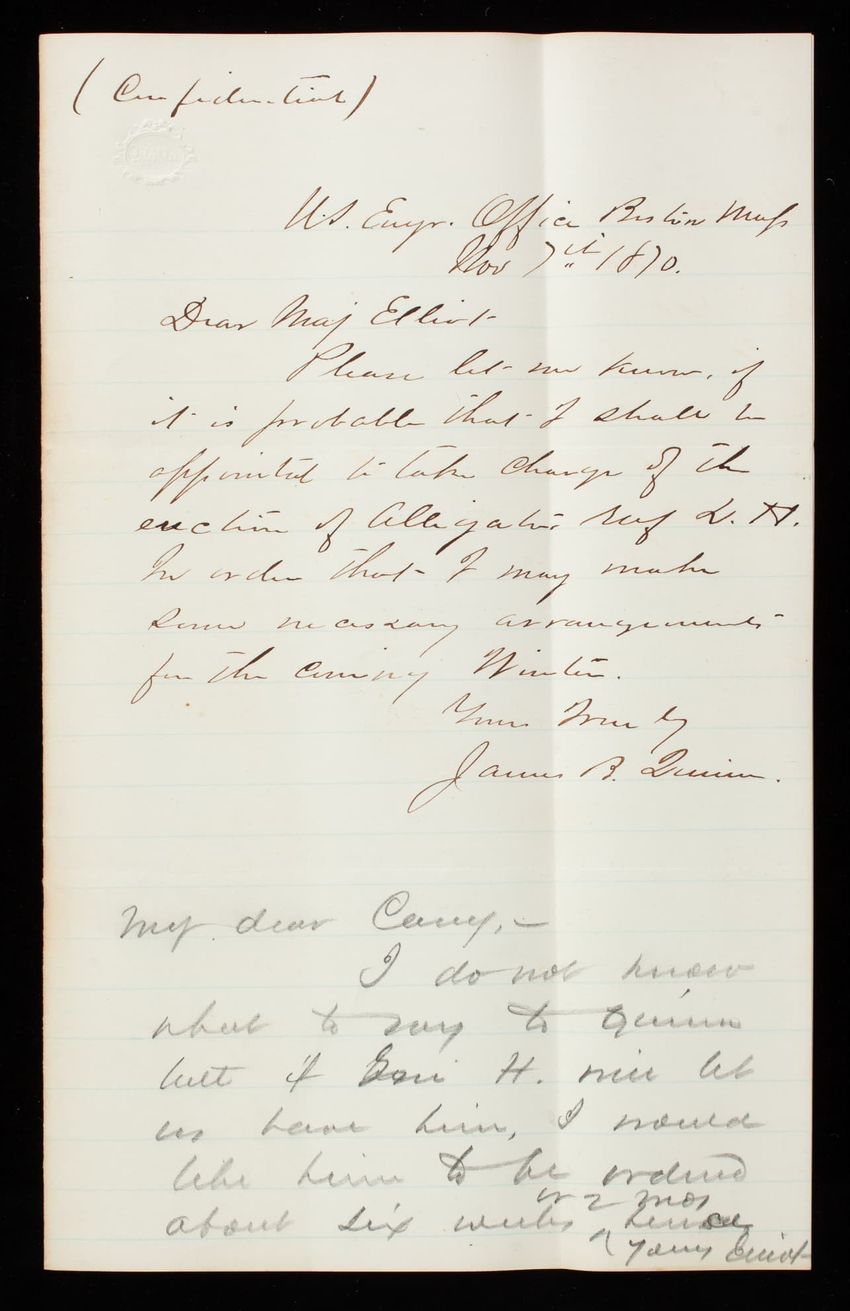 (Confidential)
U.S. Engr. Office Boston Mass
Nov 7th 1870.
Dear Maj Elliot
Please let me know, if
it is probable that I shall be
appointed to take charge of the
erection of Alligator Reef L. H.
In order that I may make
some necessary arrangements
for the coming Winter.
Yours Truly
James B. Quinn.
My dear Casey,—
I do not know
what to say to Quinn
but if Genl H. will let
us have him, I would
like him to be ordered
or 2 mos
about six weeks ^ hence
Yours Elliot